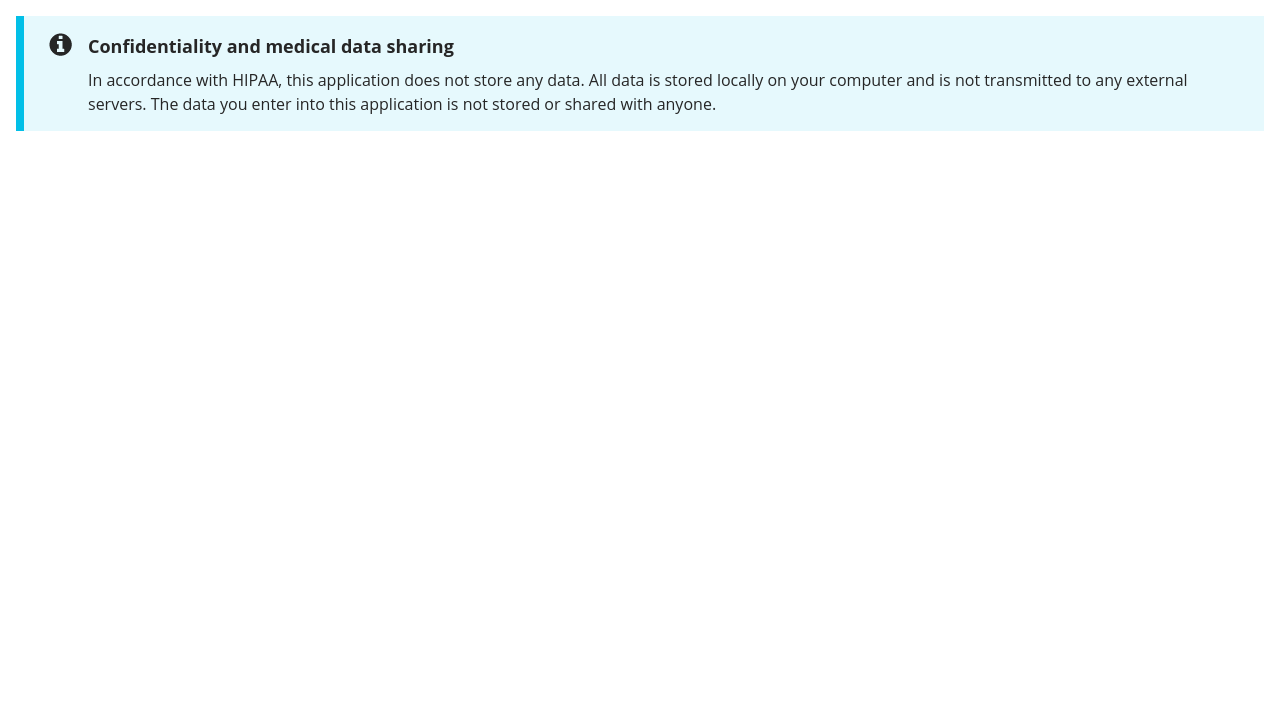 Confidentiality and medical data sharing
In accordance with HIPAA, this application does not store any data. All data is stored locally on your computer and is not transmitted to any external
servers. The data you enter into this application is not stored or shared with anyone.